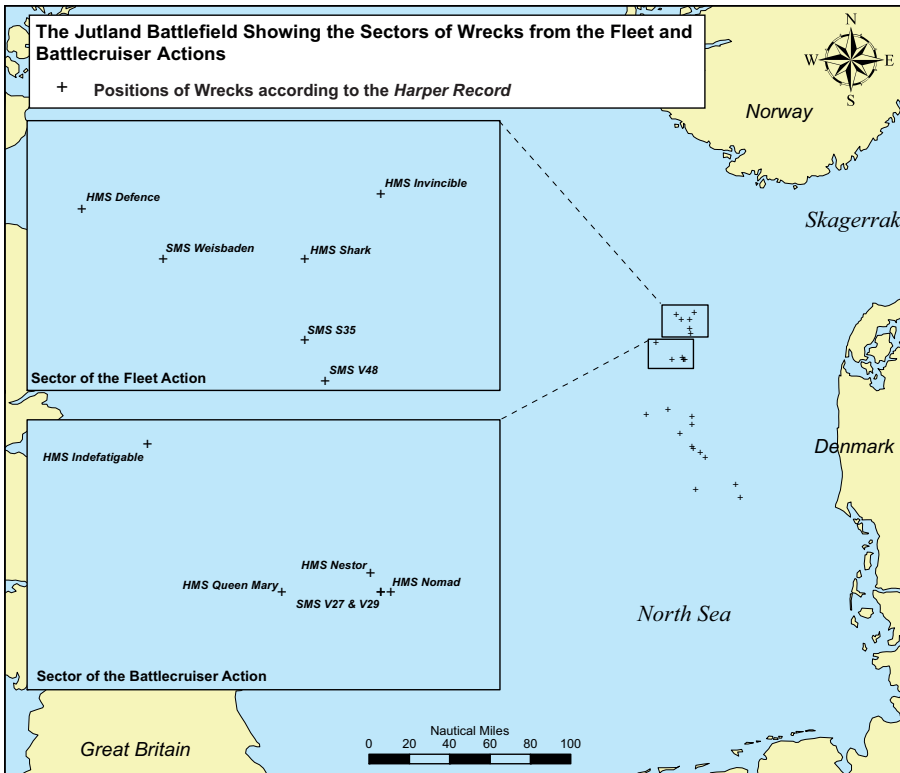 The Jutland Battlefield Showing the Sectors of Wrecks from the Fleet and
Battlecruiser Actions
+ Positions of Wrecks according to the Harper Record
N
W E
S
Norway
Skagerrak
HMS Invincible
HMS Defence
SMS Weisbaden
HMS Shark
SMS S35
SMS V48
Sector of the Fleet Action
HMS Indefatigable
HMS Nestor
HMS Queen Mary
HMS Nomad
SMS V27 & V29
Sector of the Battlecruiser Action
Denmark
North Sea
Great Britain
Nautical Miles
0 20 40 60 80 100